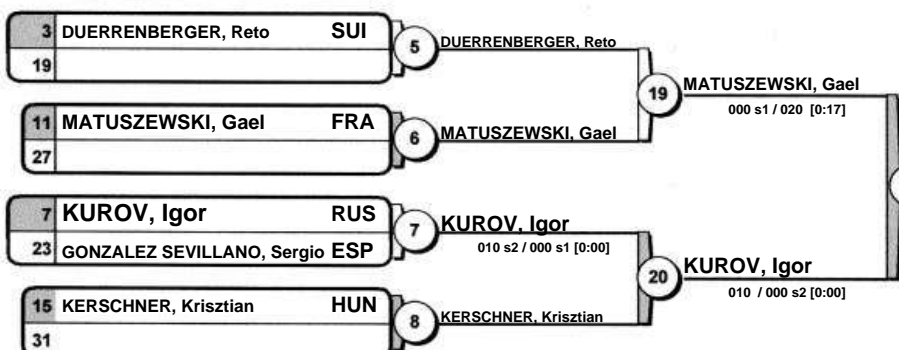 3 DUERRENBERGER, Reto SUI
19
5
DUERRENBERGER, Reto
11 MATUSZEWSKI, Gael FRA
27
6
MATUSZEWSKI, Gael
19
MATUSZEWSKI, Gael
000 s1 / 020 [0:17]
7 KUROV, Igor RUS
23 GONZALEZ SEVILLANO, Sergio ESP
7
KUROV, Igor
010 s2 / 000 s1 [0:00]
15 KERSCHNER, Krisztian HUN
31
8
KERSCHNER, Krisztian
20
KUROV, Igor
010 / 000 s2 [0:00]